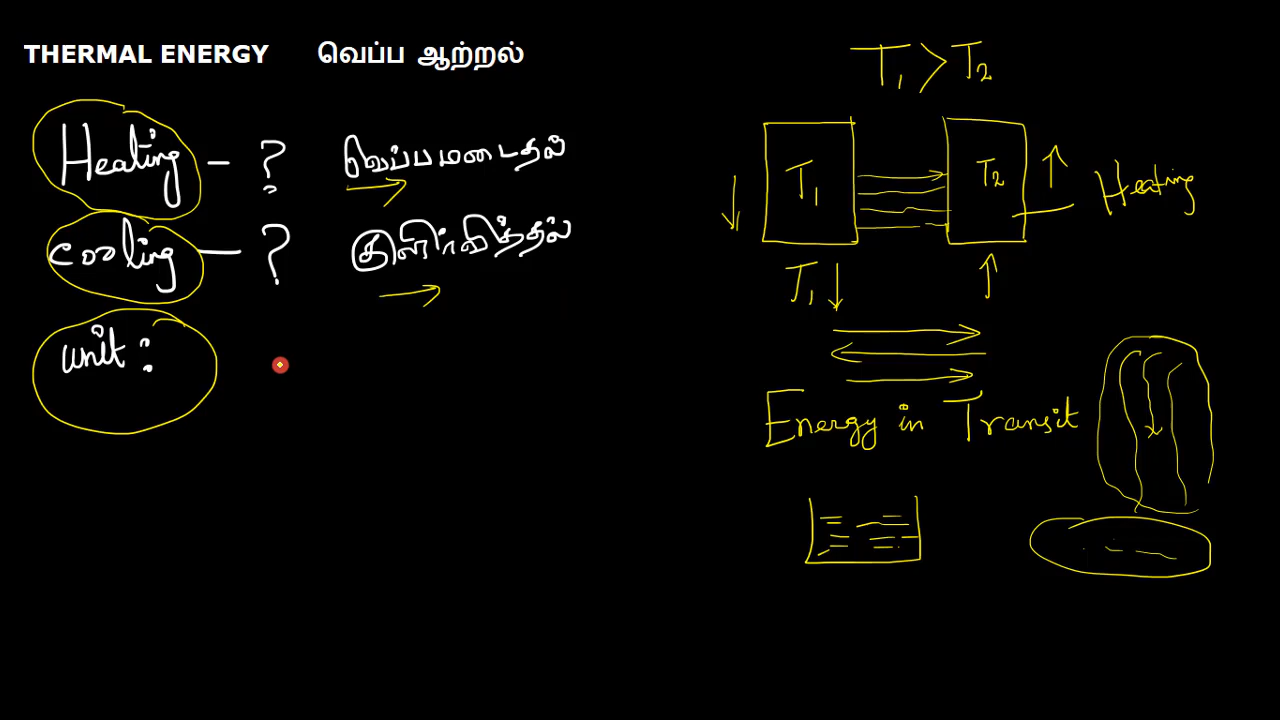 THERMAL ENERGY வெப்ப ஆற்றல்
Heating - ? வெப்பமடைதல்
cooling - ? குளிர்வித்தல்
unit :
T₁ > T₂
T₁ T₂ ↑ Heating
T₁ ↓ ↑
Energy in Transit